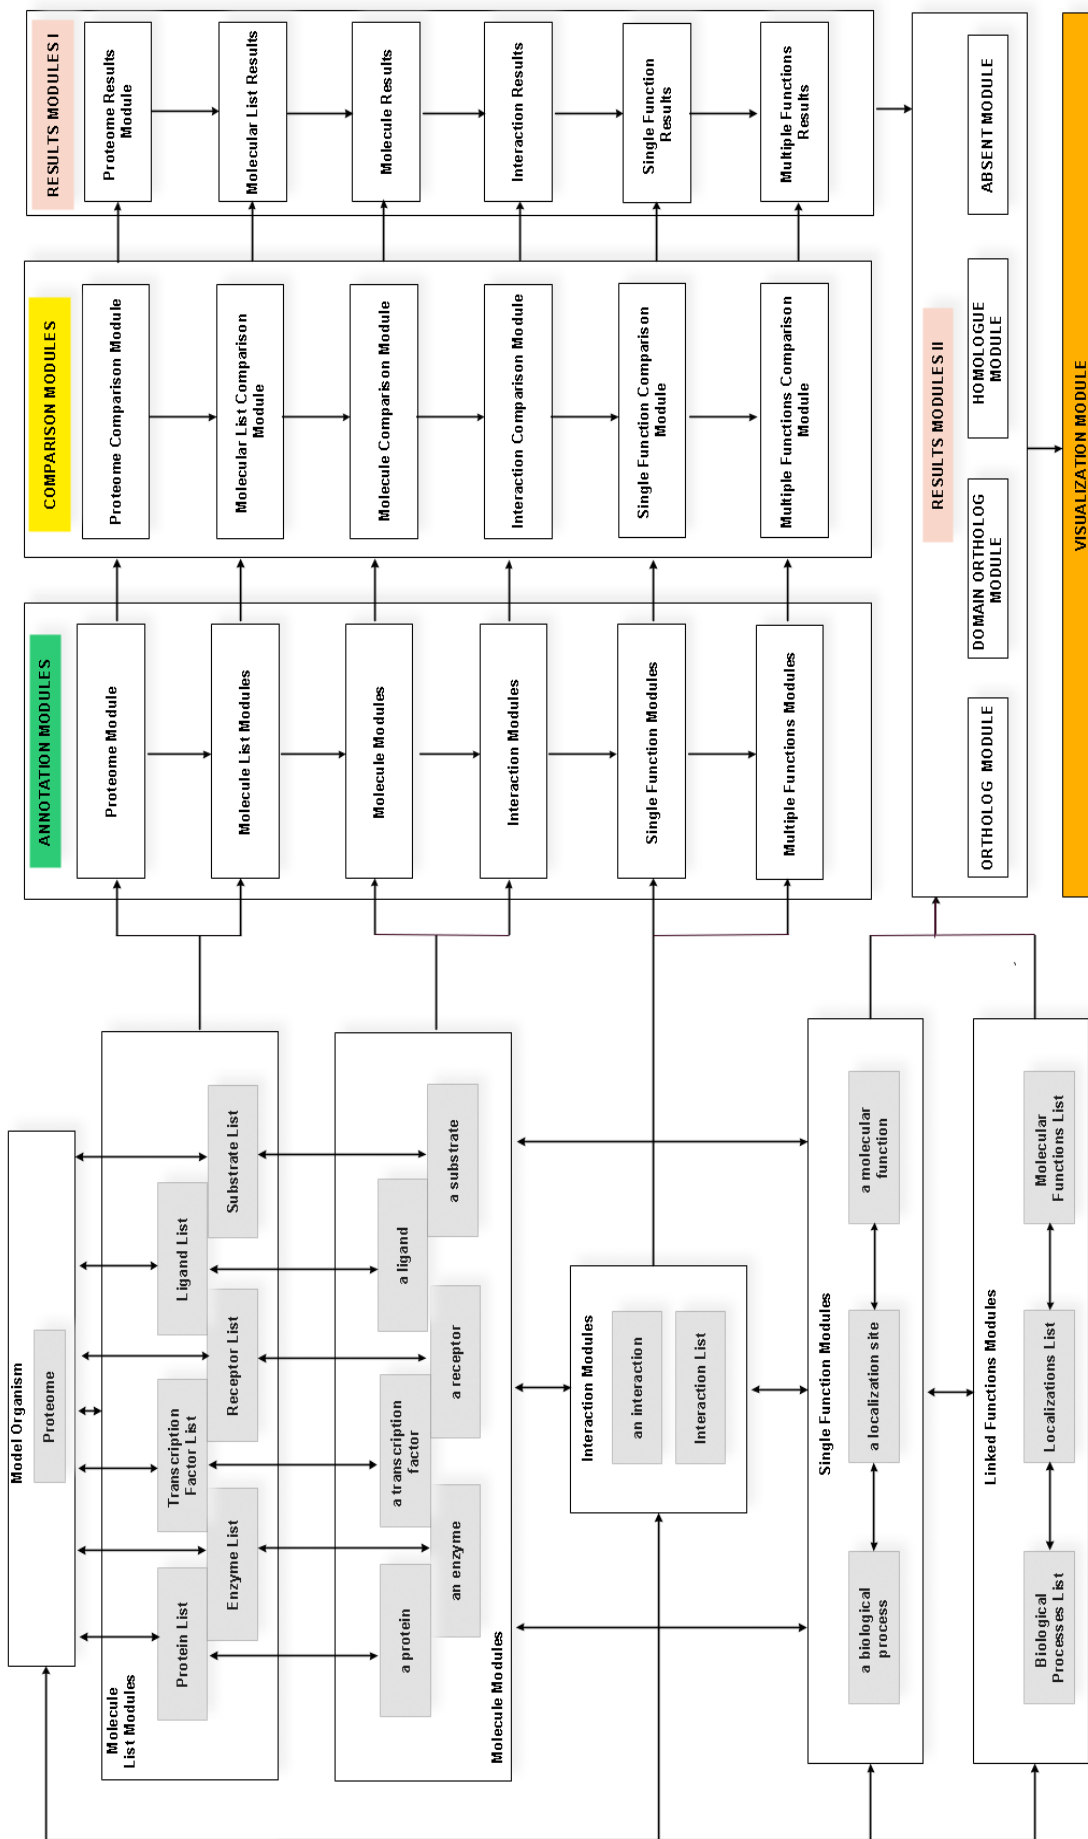 Model Organism
Proteome
Molecule
List Modules
Protein List
Enzyme List
Transcription
Factor List
Receptor List
Ligand List
Substrate List
Molecule Modules
a protein
an enzyme
a transcription
factor
a receptor
a ligand
a substrate
Interaction Modules
an interaction
Interaction List
Single Function Modules
a biological
process
a localization site
a molecular
function
Linked Functions Modules
Biological
Processes List
Localizations List
Molecular
Functions List
ANNOTATION MODULES
Proteome Module
Molecule List Modules
Molecule Modules
Interaction Modules
Single Function Modules
Multiple Functions Modules
COMPARISON MODULES
Proteome Comparison Module
Molecular List Comparison
Module
Molecule Comparison Module
Interaction Comparison Module
Single Function Comparison
Module
Multiple Functions Comparison
Module
RESULTS MODULES I
Proteome Results
Module
Molecular List Results
Molecule Results
Interaction Results
Single Function
Results
Multiple Functions
Results
RESULTS MODULES II
ORTHOLOG MODULE
DOMAIN ORTHOLOG
MODULE
HOMOLOGUE
MODULE
ABSENT MODULE
VISUALIZATION MODULE